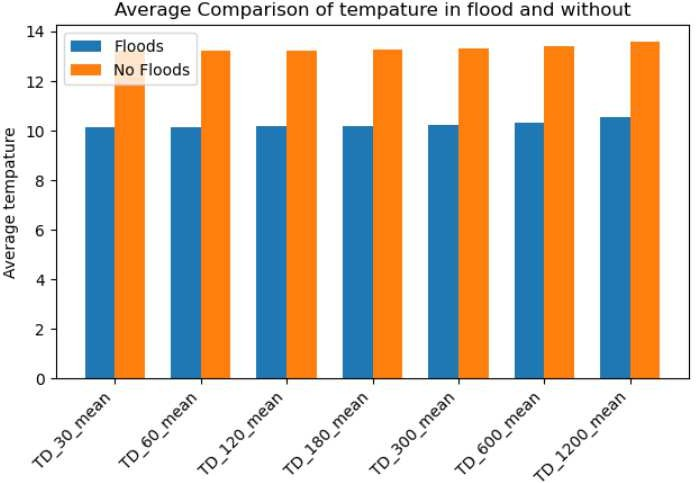 Average Comparison of tempature in flood and without
14
12
10
8
6
4
2
0
Average tempature
Floods
No Floods
TD_30_mean
TD_60_mean
TD_120_mean
TD_180_mean
TD_300_mean
TD_600_mean
TD_1200_mean